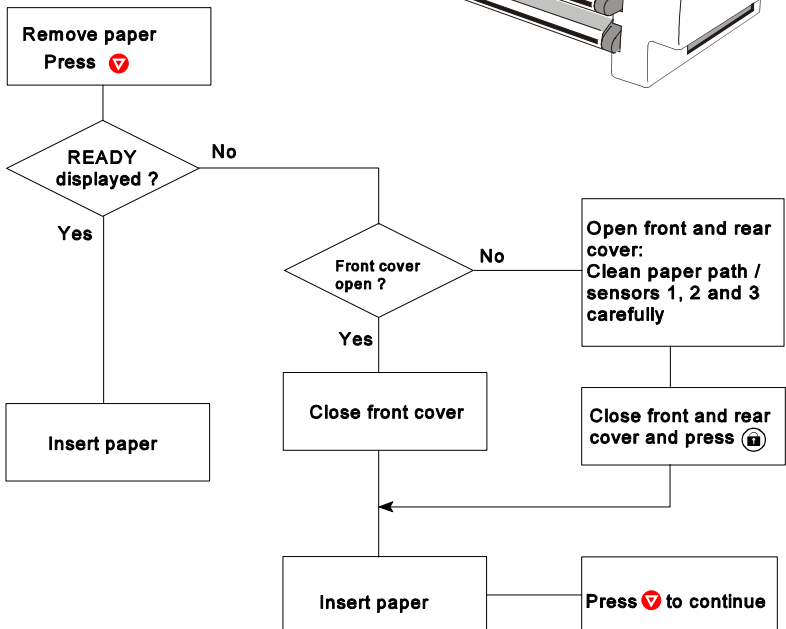 Remove paper
Press
READY
displayed ?
No
Yes
Front cover
open ?
No
Open front and rear
cover:
Clean paper path /
sensors 1, 2 and 3
carefully
Yes
Insert paper
Close front cover
Close front and rear
cover and press
Insert paper
Press to continue